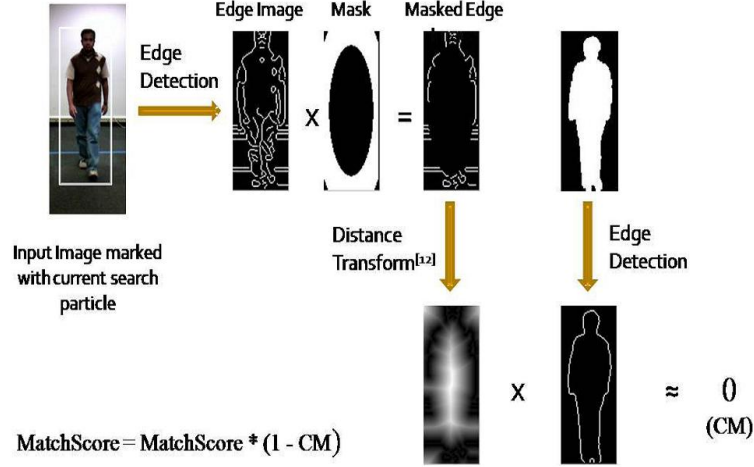 Edge Image
Mask
Masked Edge
Edge
Detection
X
=
Input Image marked
with current search
particle
Distance
Transform[12]
Edge
Detection
X
≈
0
(CM)
MatchScore = MatchScore * (1 - CM)